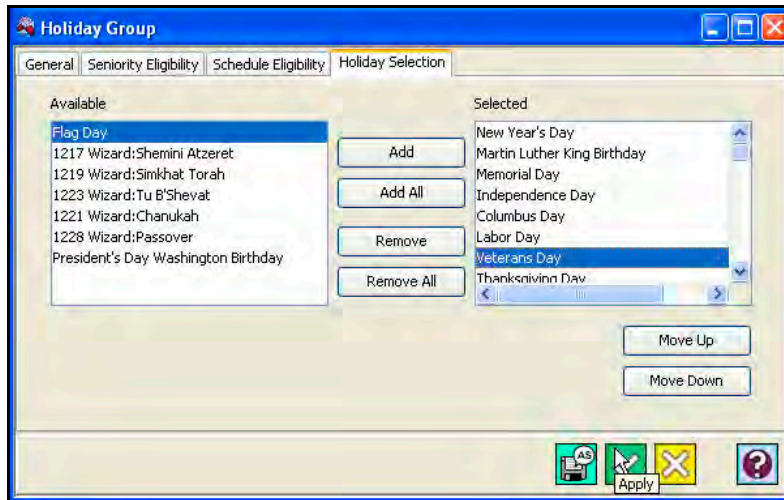 Holiday Group
General Seniority Eligibility Schedule Eligibility Holiday Selection
Available
Flag Day
1217 Wizard:Shemini Atzeret
1219 Wizard:Simkhat Torah
1223 Wizard:Tu B'Shevat
1221 Wizard:Chanukah
1228 Wizard:Passover
President's Day Washington Birthday
Add
Add All
Remove
Remove All
Selected
New Year's Day
Martin Luther King Birthday
Memorial Day
Independence Day
Columbus Day
Labor Day
Veterans Day
Thanksgiving Day
Move Up
Move Down
AS
?
Apply